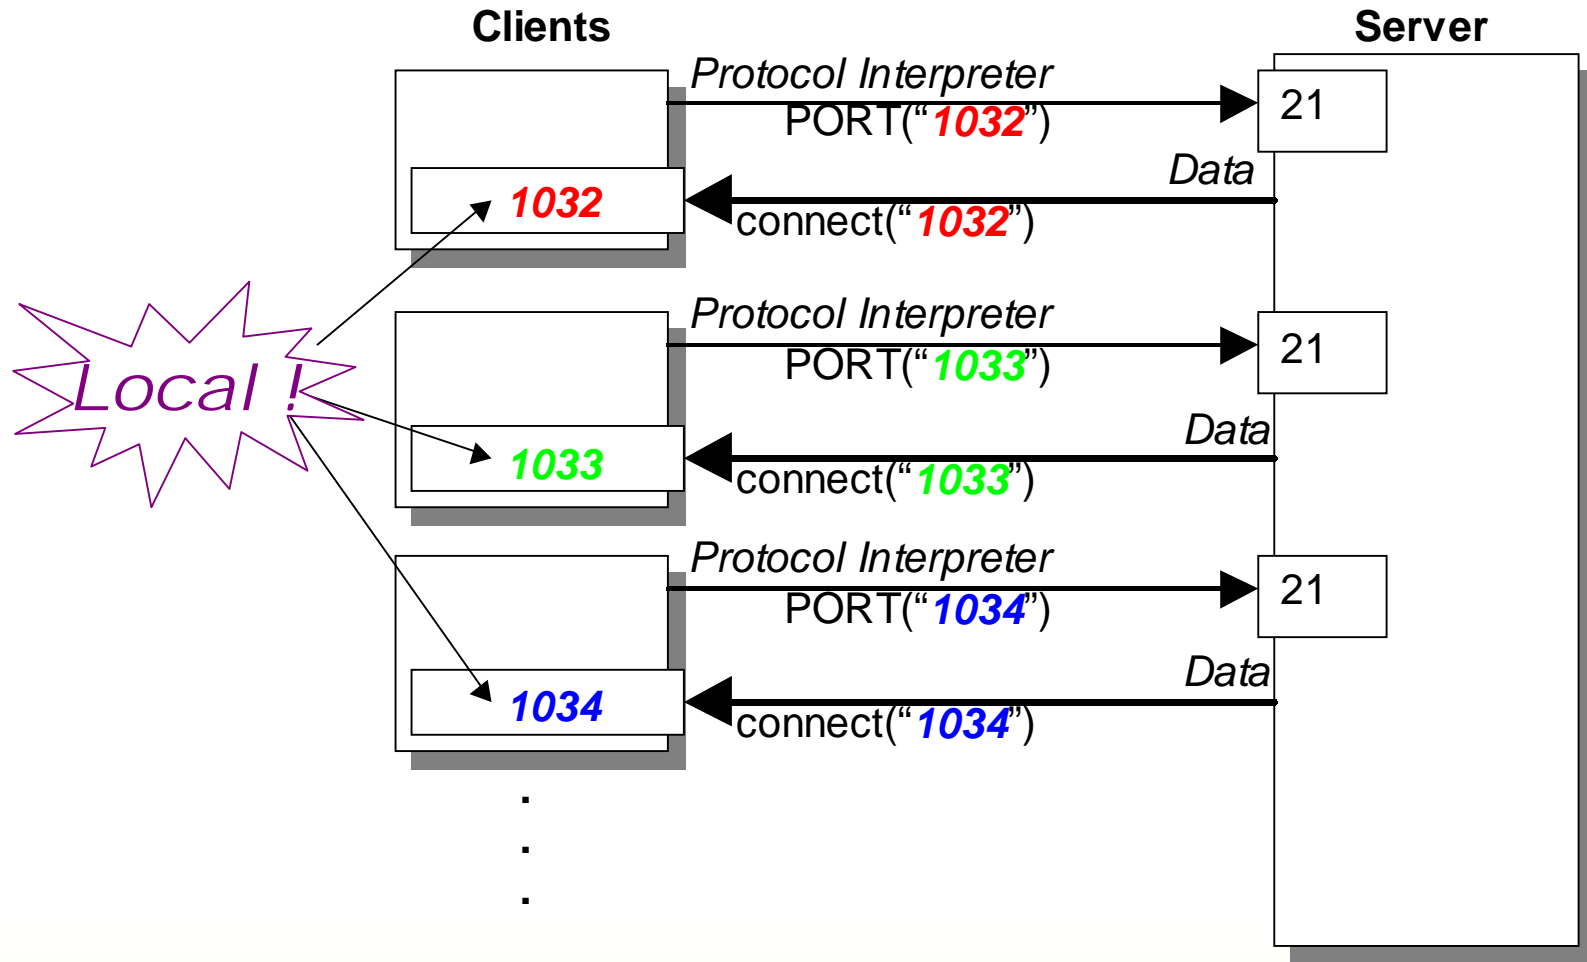 Clients
Server
Protocol Interpreter
PORT(“1032”)
21
Data
1032
connect(“1032”)
Protocol Interpreter
PORT(“1033”)
21
Local !
Data
1033
connect(“1033”)
Protocol Interpreter
PORT(“1034”)
21
Data
1034
connect(“1034”)
.
.
.